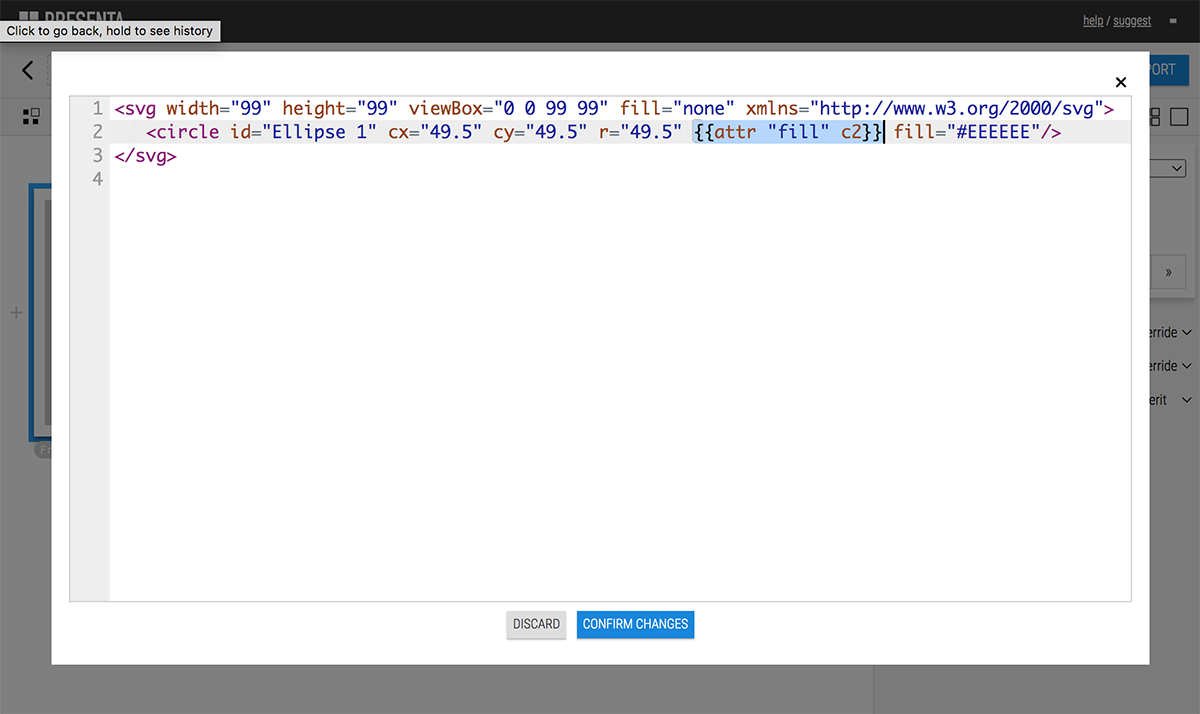 PRESENTA
help / suggest
Click to go back, hold to see history
PORT
1 <svg width="99" height="99" viewBox="0 0 99 99" fill="none" xmlns="http://www.w3.org/2000/svg">
2 <circle id="Ellipse 1" cx="49.5" cy="49.5" r="49.5" {{attr "fill" c2}} fill="#EEEEEE"/>
3 </svg>
4
»
erride
erride
erit
Fr
DISCARD
CONFIRM CHANGES